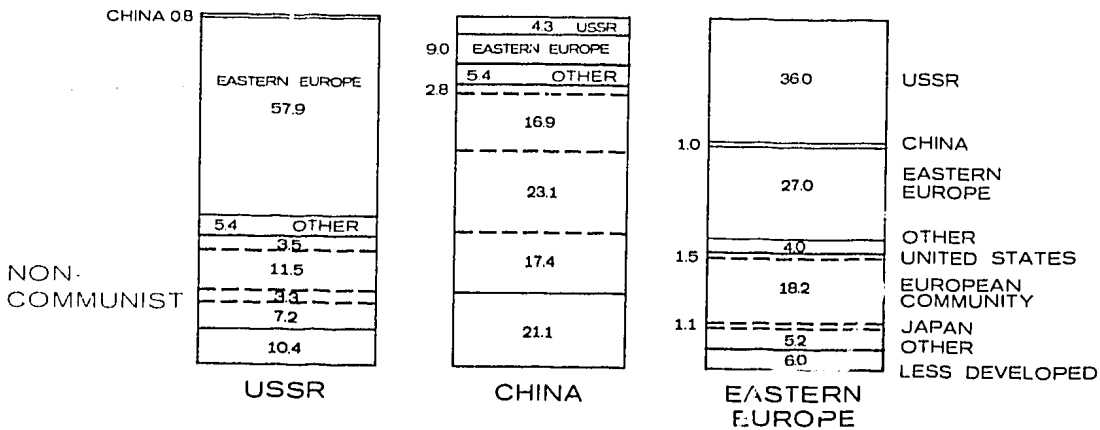 CHINA 0.8
EASTERN EUROPE
57.9
5.4 OTHER
3.5
11.5
3.3
7.2
10.4
NON-
COMMUNIST
USSR
4.3 USSR
9.0 EASTERN EUROPE
5.4 OTHER
2.8
16.9
23.1
17.4
21.1
CHINA
36.0 USSR
1.0 CHINA
27.0 EASTERN
EUROPE
4.0 OTHER
1.5 UNITED STATES
18.2 EUROPEAN
COMMUNITY
1.1 JAPAN
5.2 OTHER
6.0 LESS DEVELOPED
EASTERN
EUROPE